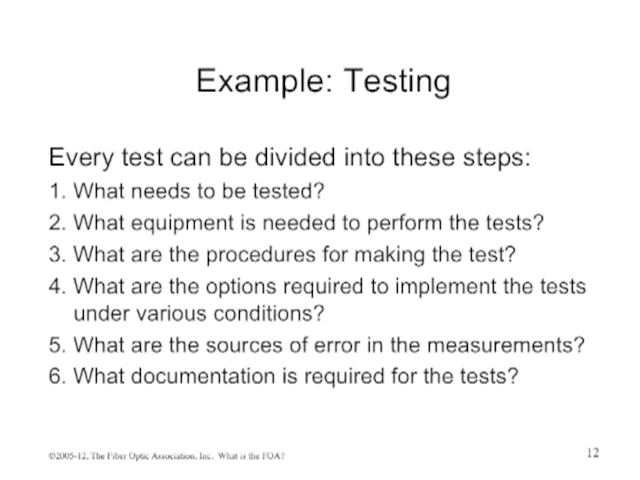 Example: Testing
Every test can be divided into these steps:
1. What needs to be tested?
2. What equipment is needed to perform the tests?
3. What are the procedures for making the test?
4. What are the options required to implement the tests
under various conditions?
5. What are the sources of error in the measurements?
6. What documentation is required for the tests?
©2005-12, The Fiber Optic Association, Inc. What is the FOA?
12